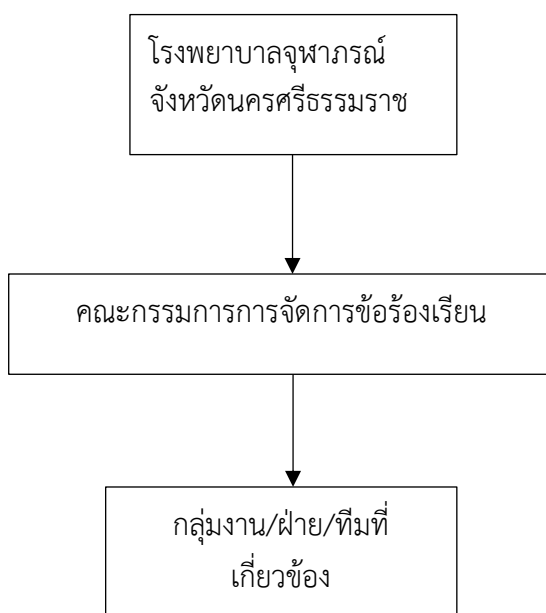 โรงพยาบาลจุฬาภรณ์
จังหวัดนครศรีธรรมราช
คณะกรรมการการจัดการข้อร้องเรียน
กลุ่มงาน/ฝ่าย/ทีมที่
เกี่ยวข้อง